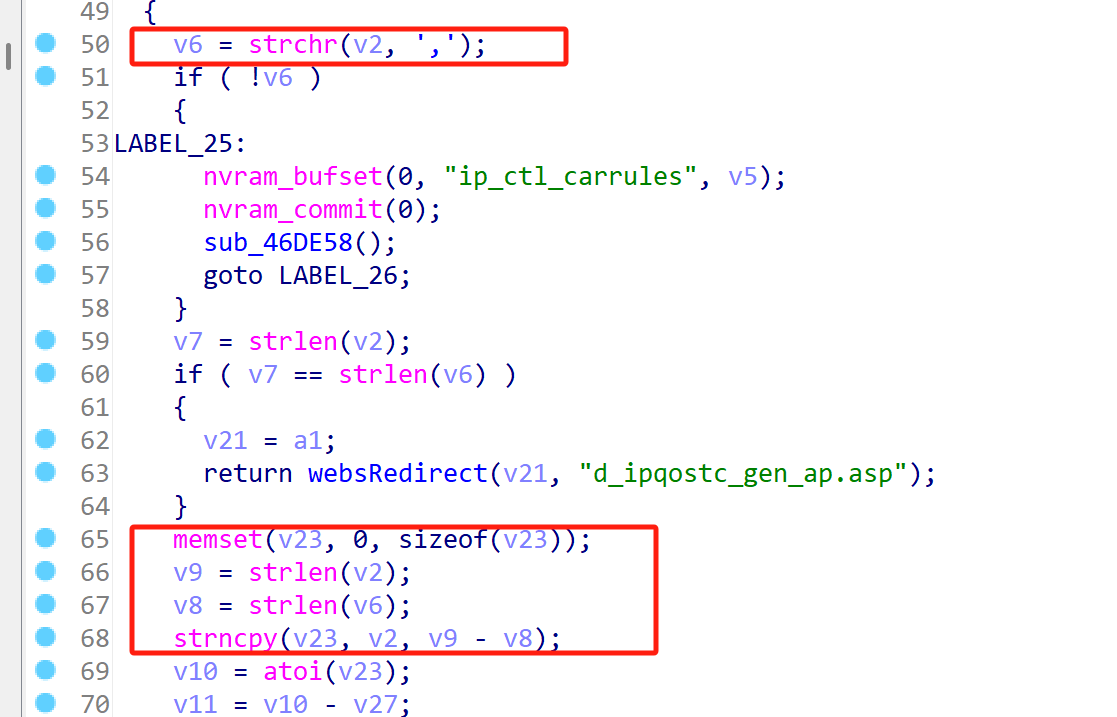 49 {
50 v6 = strchr(v2, ',');
51 if ( !v6 )
52 {
53 LABEL_25:
54 nvram_bufset(0, "ip_ctl_carrules", v5);
55 nvram_commit(0);
56 sub_46DE58();
57 goto LABEL_26;
58 }
59 v7 = strlen(v2);
60 if ( v7 == strlen(v6) )
61 {
62 v21 = a1;
63 return websRedirect(v21, "d_ipqostc_gen_ap.asp");
64 }
65 memset(v23, 0, sizeof(v23));
66 v9 = strlen(v2);
67 v8 = strlen(v6);
68 strncpy(v23, v2, v9 - v8);
69 v10 = atoi(v23);
70 v11 = v10 - v27;